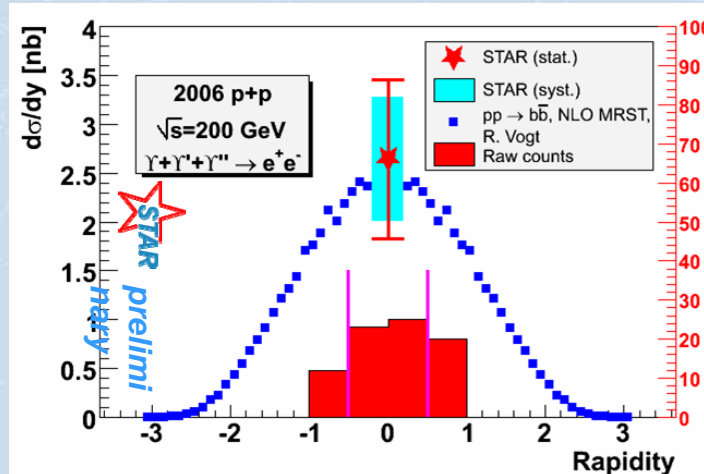 dσ/dy [nb]
4
3.5
3
2.5
2
1.5
1
0.5
0
2006 p+p
√s=200 GeV
ϒ+ϒ'+ϒ''→ e⁺e⁻
STAR
prelimi
nary
STAR (stat.)
STAR (syst.)
pp → bb̅, NLO MRST,
R. Vogt
Raw counts
100
90
80
70
60
50
40
30
20
10
0
-3 -2 -1 0 1 2 3
Rapidity